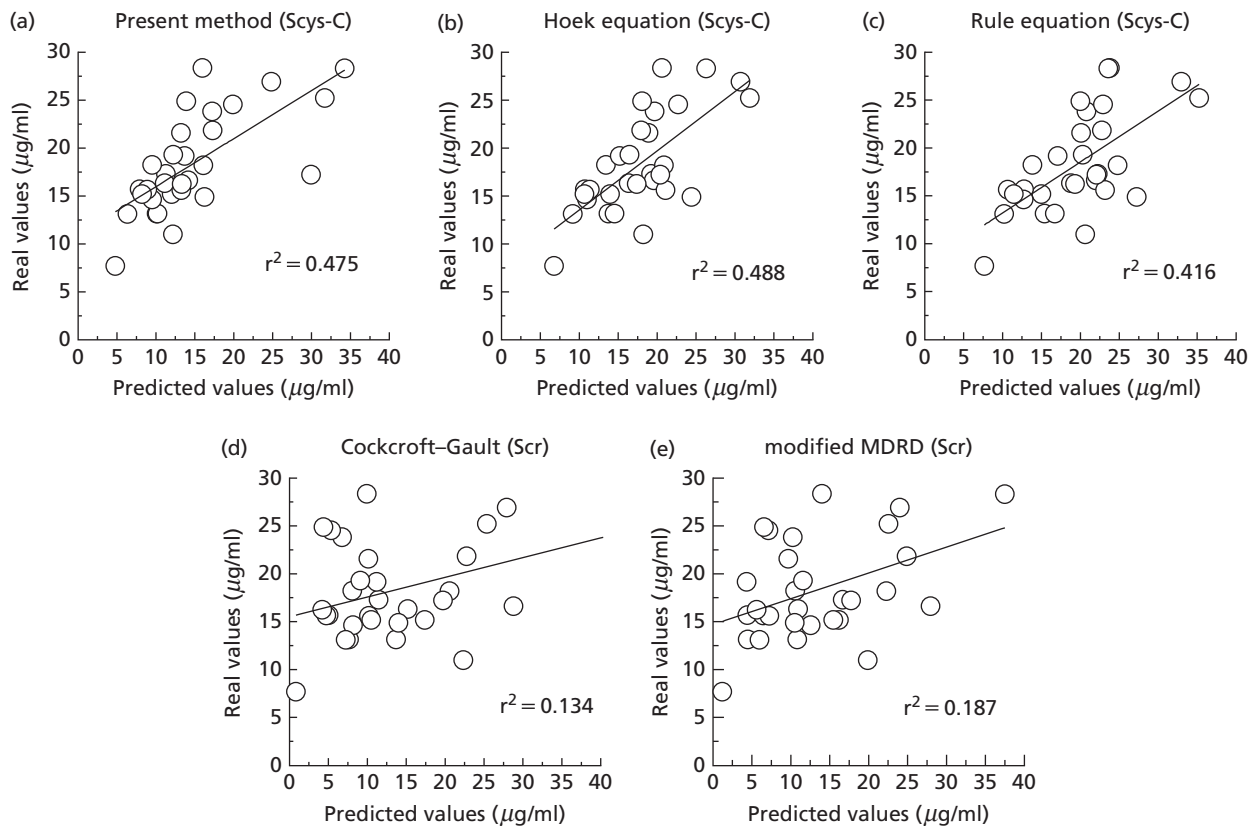 (a) Present method (Scys-C)
(b) Hoek equation (Scys-C)
(c) Rule equation (Scys-C)
Real values (μg/ml)
30
25
20
15
10
5
0
r² = 0.475
5 10 15 20 25 30 35 40
Predicted values (μg/ml)
Real values (μg/ml)
30
25
20
15
10
5
0
r² = 0.488
0 5 10 15 20 25 30 35 40
Predicted values (μg/ml)
Real values (μg/ml)
30
25
20
15
10
5
0
r² = 0.416
0 5 10 15 20 25 30 35 40
Predicted values (μg/ml)
(d) Cockcroft–Gault (Scr)
(e) modified MDRD (Scr)
Real values (μg/ml)
30
25
20
15
10
5
0
r² = 0.134
0 5 10 15 20 25 30 35 40
Predicted values (μg/ml)
Real values (μg/ml)
30
25
20
15
10
5
0
r² = 0.187
0 5 10 15 20 25 30 35 40
Predicted values (μg/ml)